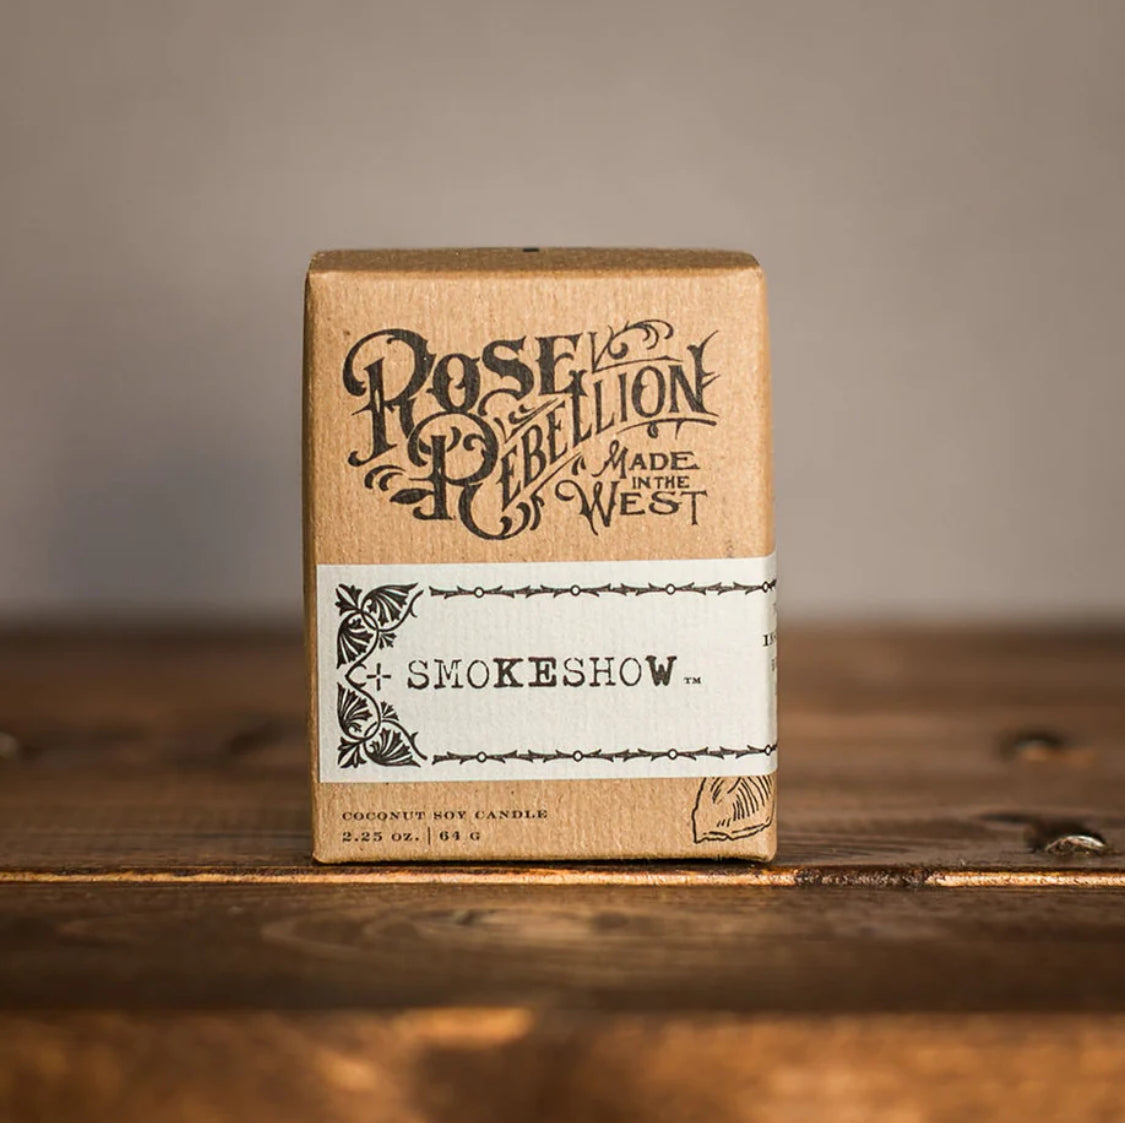 ROSE
REBELLION
MADE
IN THE
WEST
SMOKESHOW™
COCONUT SOY CANDLE
2.25 OZ. | 64 G